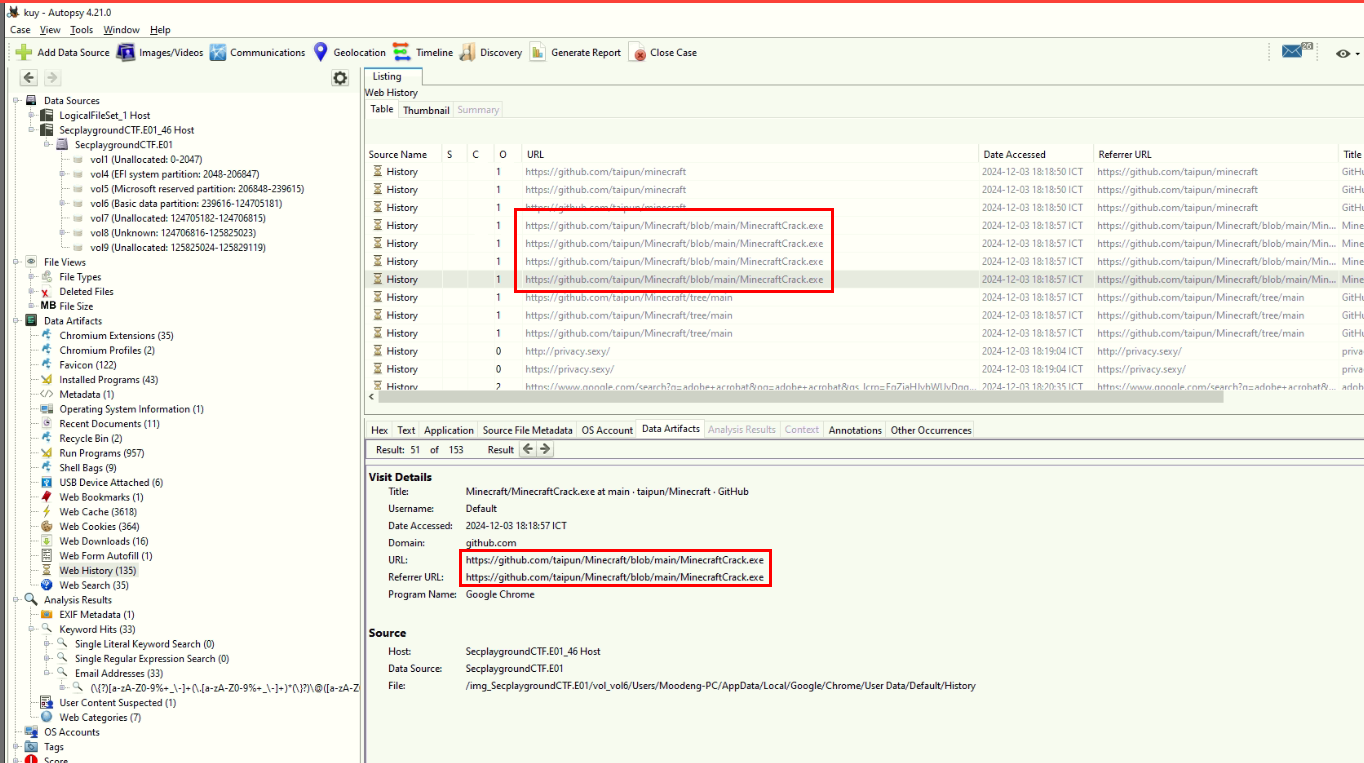 kuy - Autopsy 4.21.0
Case View Tools Window Help
Add Data Source Images/Videos Communications Geolocation Timeline Discovery Generate Report Close Case
Data Sources
LogicalFileSet_1 Host
SecplaygroundCTF.E01_46 Host
SecplaygroundCTF.E01
vol1 (Unallocated: 0-2047)
vol4 (EFI system partition: 2048-206847)
vol5 (Microsoft reserved partition: 206848-239615)
vol6 (Basic data partition: 239616-124705181)
vol7 (Unallocated: 124705182-124706815)
vol8 (Unknown: 124706816-125825023)
vol9 (Unallocated: 125825024-125829119)
File Views
File Types
Deleted Files
MB File Size
Data Artifacts
Chromium Extensions (35)
Chromium Profiles (2)
Favicon (122)
Installed Programs (43)
Metadata (1)
Operating System Information (1)
Recent Documents (11)
Recycle Bin (2)
Run Programs (957)
Shell Bags (9)
USB Device Attached (6)
Web Bookmarks (1)
Web Cache (3618)
Web Cookies (364)
Web Downloads (16)
Web Form Autofill (1)
Web History (135)
Web Search (35)
Analysis Results
EXIF Metadata (1)
Keyword Hits (33)
Single Literal Keyword Search (0)
Single Regular Expression Search (0)
Email Addresses (33)
(\{?)[a-zA-Z0-9%+_\-]+(\.[a-zA-Z0-9%+_\-]+)*(\}?)\@([a-zA-Z
User Content Suspected (1)
Web Categories (7)
OS Accounts
Tags
Score
Listing
Web History
Table Thumbnail Summary
Source Name S C O URL Date Accessed Referrer URL Title
History 1 https://github.com/taipun/minecraft 2024-12-03 18:18:50 ICT https://github.com/taipun/minecraft GitHu
History 1 https://github.com/taipun/minecraft 2024-12-03 18:18:50 ICT https://github.com/taipun/minecraft GitHu
History 1 https://github.com/taipun/minecraft 2024-12-03 18:18:50 ICT https://github.com/taipun/minecraft GitHu
History 1 https://github.com/taipun/Minecraft/blob/main/MinecraftCrack.exe 2024-12-03 18:18:57 ICT https://github.com/taipun/Minecraft/blob/main/Min... Mine
History 1 https://github.com/taipun/Minecraft/blob/main/MinecraftCrack.exe 2024-12-03 18:18:57 ICT https://github.com/taipun/Minecraft/blob/main/Min... Mine
History 1 https://github.com/taipun/Minecraft/blob/main/MinecraftCrack.exe 2024-12-03 18:18:57 ICT https://github.com/taipun/Minecraft/blob/main/Min... Mine
History 1 https://github.com/taipun/Minecraft/blob/main/MinecraftCrack.exe 2024-12-03 18:18:57 ICT https://github.com/taipun/Minecraft/blob/main/Min... Mine
History 1 https://github.com/taipun/Minecraft/tree/main 2024-12-03 18:18:57 ICT https://github.com/taipun/Minecraft/tree/main GitHu
History 1 https://github.com/taipun/Minecraft/tree/main 2024-12-03 18:18:57 ICT https://github.com/taipun/Minecraft/tree/main GitHu
History 1 https://github.com/taipun/Minecraft/tree/main 2024-12-03 18:18:57 ICT https://github.com/taipun/Minecraft/tree/main GitHu
History 0 http://privacy.sexy/ 2024-12-03 18:19:04 ICT http://privacy.sexy/ priva
History 0 https://privacy.sexy/ 2024-12-03 18:19:04 ICT https://privacy.sexy/ priva
History 2 2024-12-03 18:20:35 ICT
Hex Text Application Source File Metadata OS Account Data Artifacts Analysis Results Context Annotations Other Occurrences
Result: 51 of 153 Result
Visit Details
Title: Minecraft/MinecraftCrack.exe at main · taipun/Minecraft · GitHub
Username: Default
Date Accessed: 2024-12-03 18:18:57 ICT
Domain: github.com
URL: https://github.com/taipun/Minecraft/blob/main/MinecraftCrack.exe
Referrer URL: https://github.com/taipun/Minecraft/blob/main/MinecraftCrack.exe
Program Name: Google Chrome
Source
Host: SecplaygroundCTF.E01_46 Host
Data Source: SecplaygroundCTF.E01
File: /img_SecplaygroundCTF.E01/vol_vol6/Users/Moodeng-PC/AppData/Local/Google/Chrome/User Data/Default/History